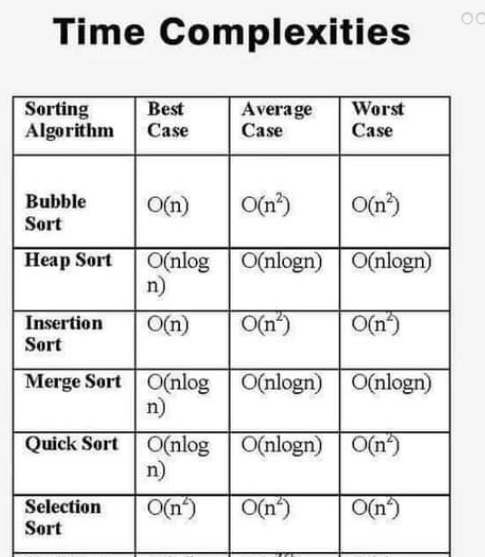 Time Complexities
Sorting Algorithm Best Case Average Case Worst Case
Bubble Sort O(n) O(n²) O(n²)
Heap Sort O(nlog n) O(nlogn) O(nlogn)
Insertion Sort O(n) O(n²) O(n²)
Merge Sort O(nlog n) O(nlogn) O(nlogn)
Quick Sort O(nlog n) O(nlogn) O(n²)
Selection Sort O(n²) O(n²) O(n²)